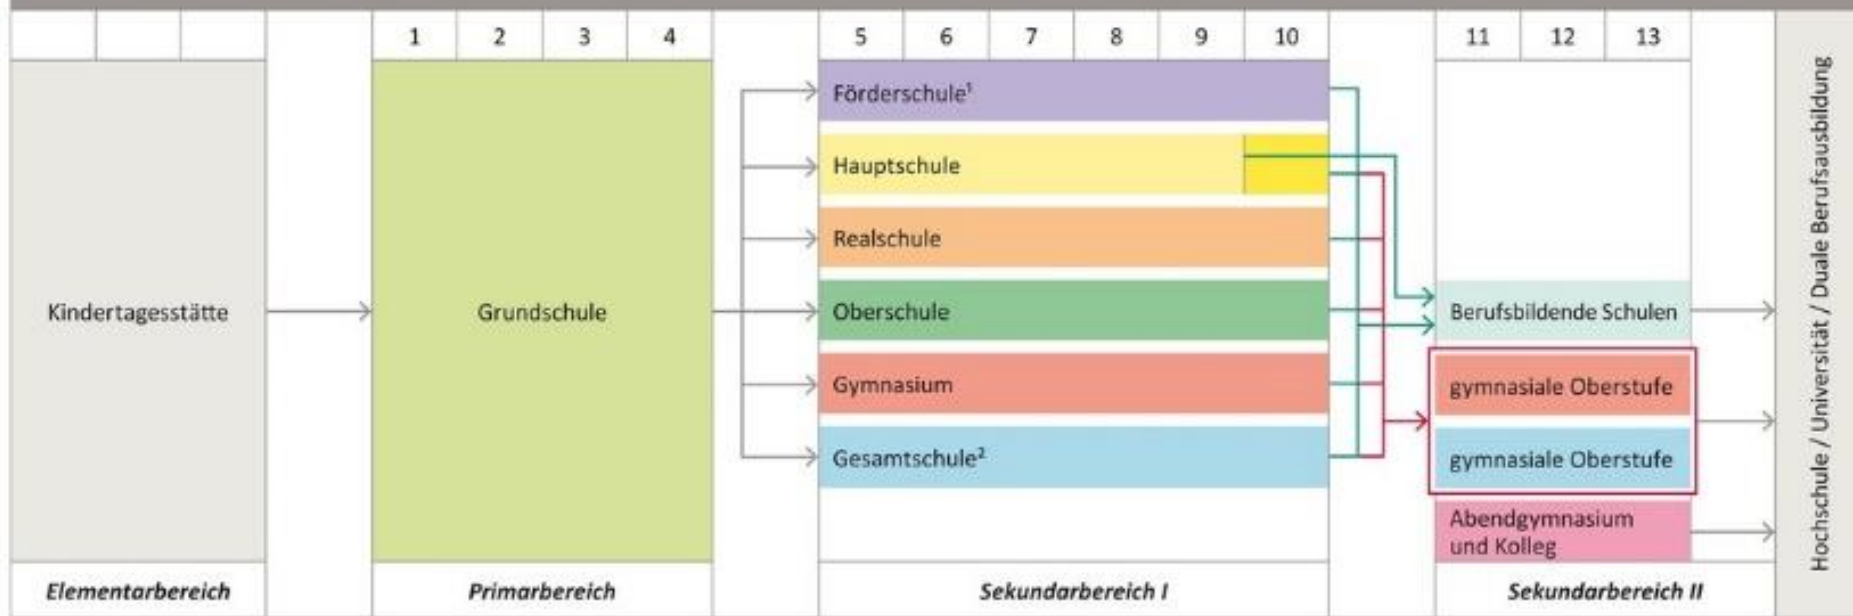 1 2 3 4 5 6 7 8 9 10 11 12 13
Förderschule¹
Hauptschule
Realschule
Kindertagesstätte
Grundschule
Oberschule
Berufsbildende Schulen
Gymnasium
gymnasiale Oberstufe
Gesamtschule²
gymnasiale Oberstufe
Abendgymnasium
und Kolleg
Hochschule / Universität / Duale Berufsausbildung
Elementarbereich
Primarbereich
Sekundarbereich I
Sekundarbereich II